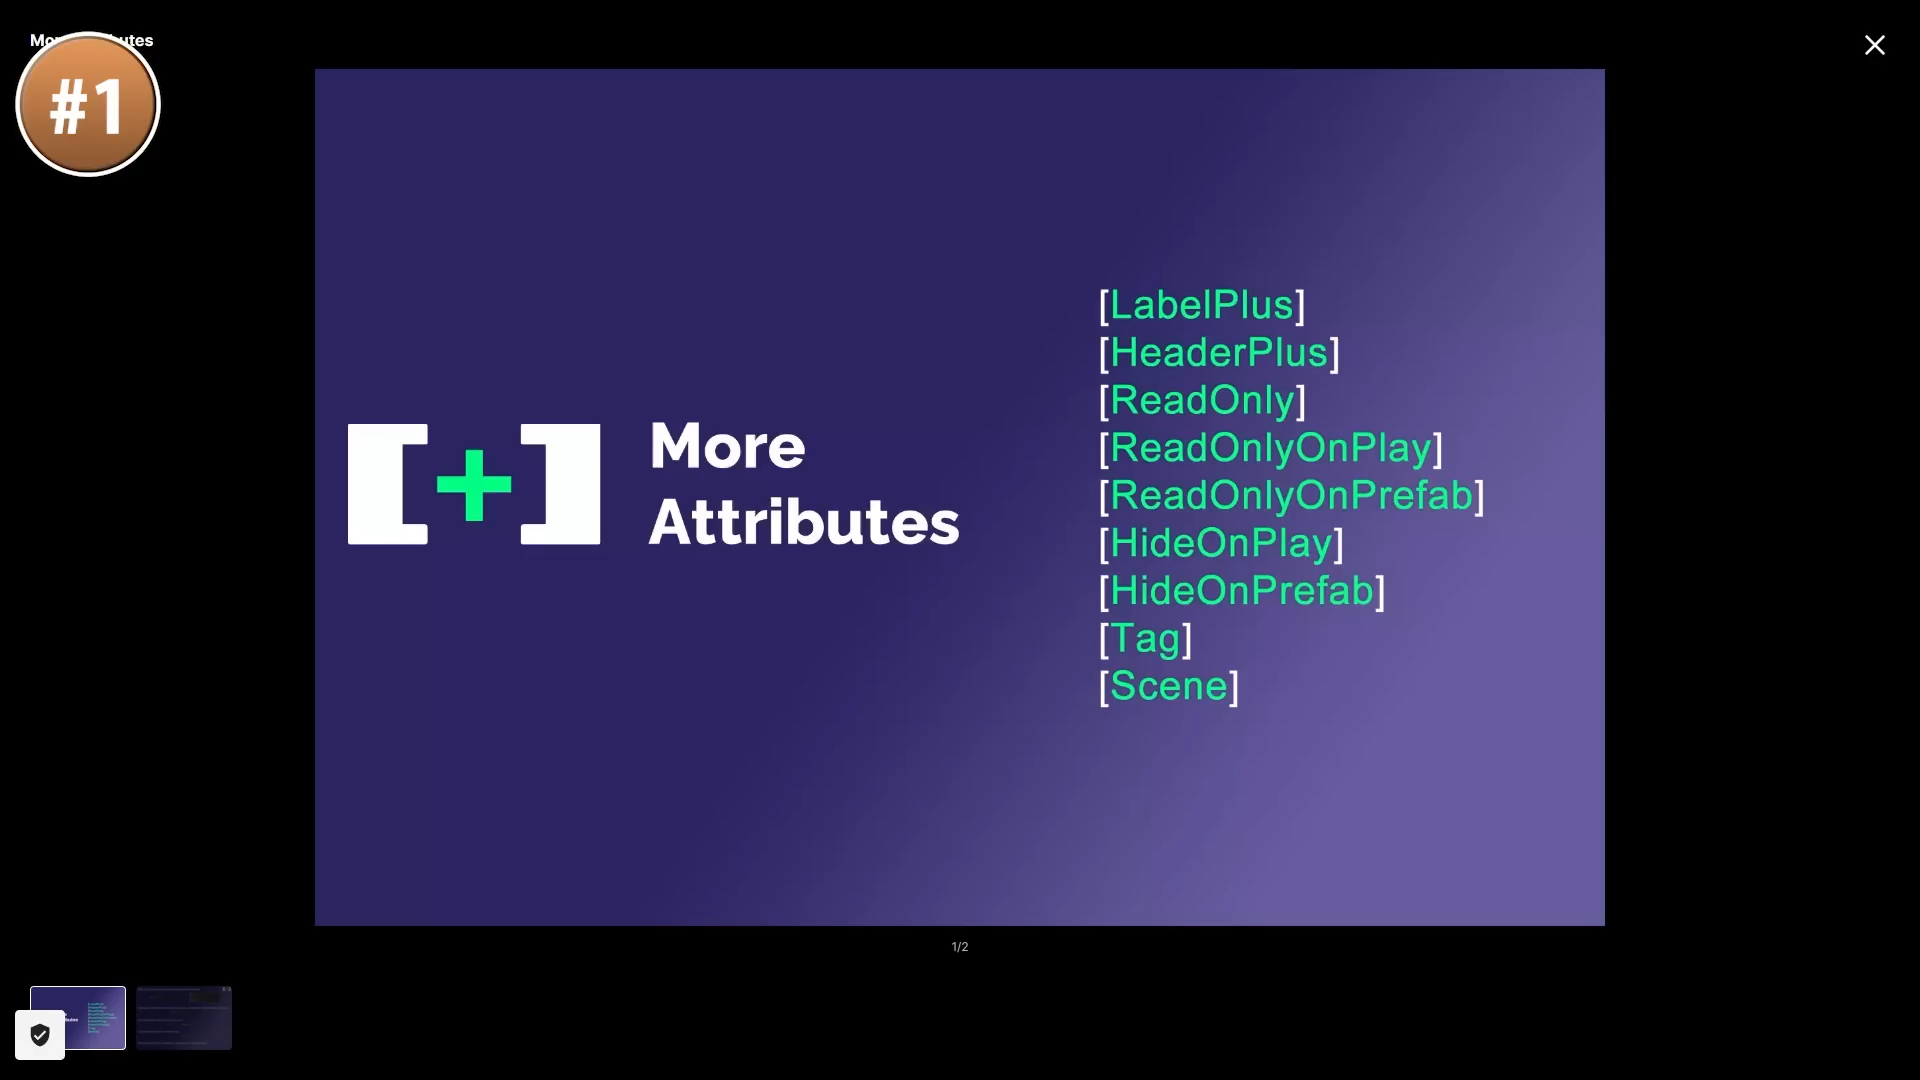 #1
More
Attributes
[LabelPlus]
[HeaderPlus]
[ReadOnly]
[ReadOnlyOnPlay]
[ReadOnlyOnPrefab]
[HideOnPlay]
[HideOnPrefab]
[Tag]
[Scene]
1/2